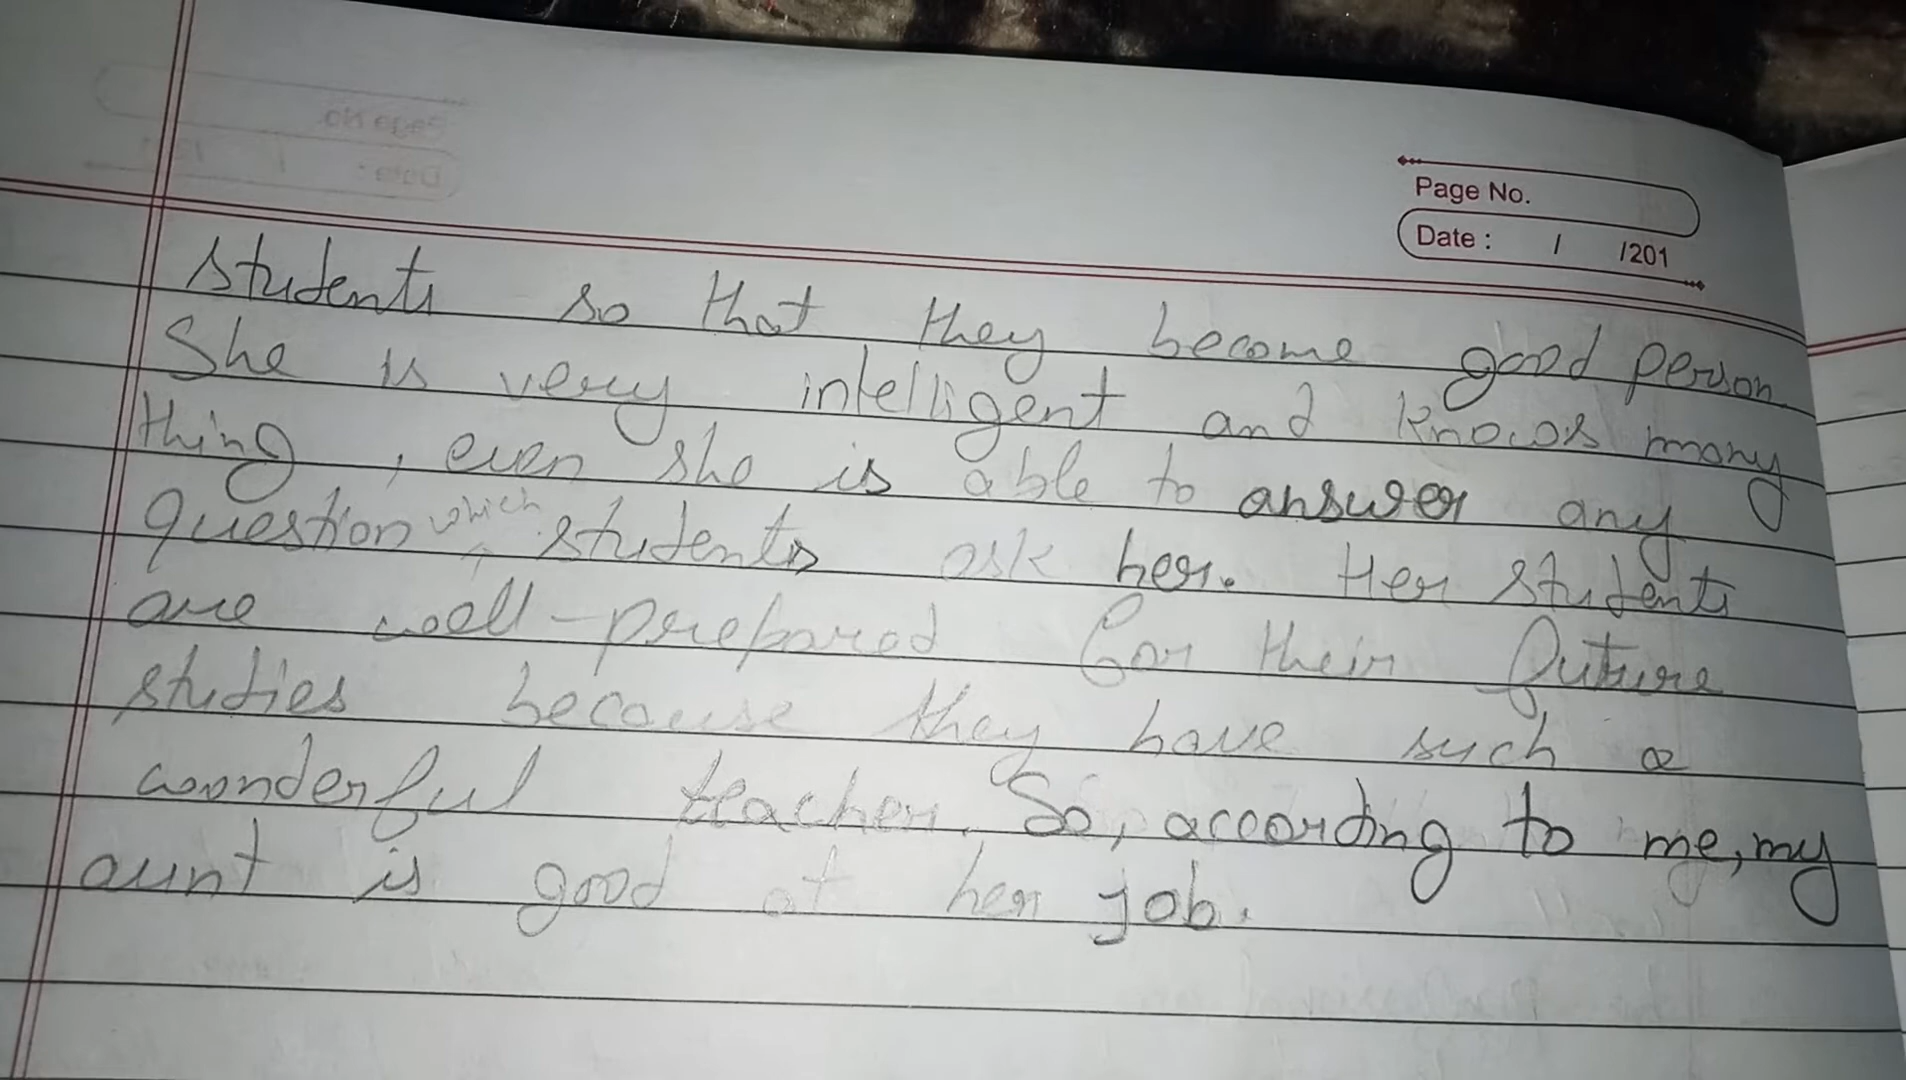 Page No.
Date : / /201
students so that they become good person.
She is very intelligent and knows many
thing, even she is able to answer any
question which students ask her. Her students
are well-prepared for their future
studies because they have such a
wonderful teacher. So, according to me, my
aunt is good at her job.